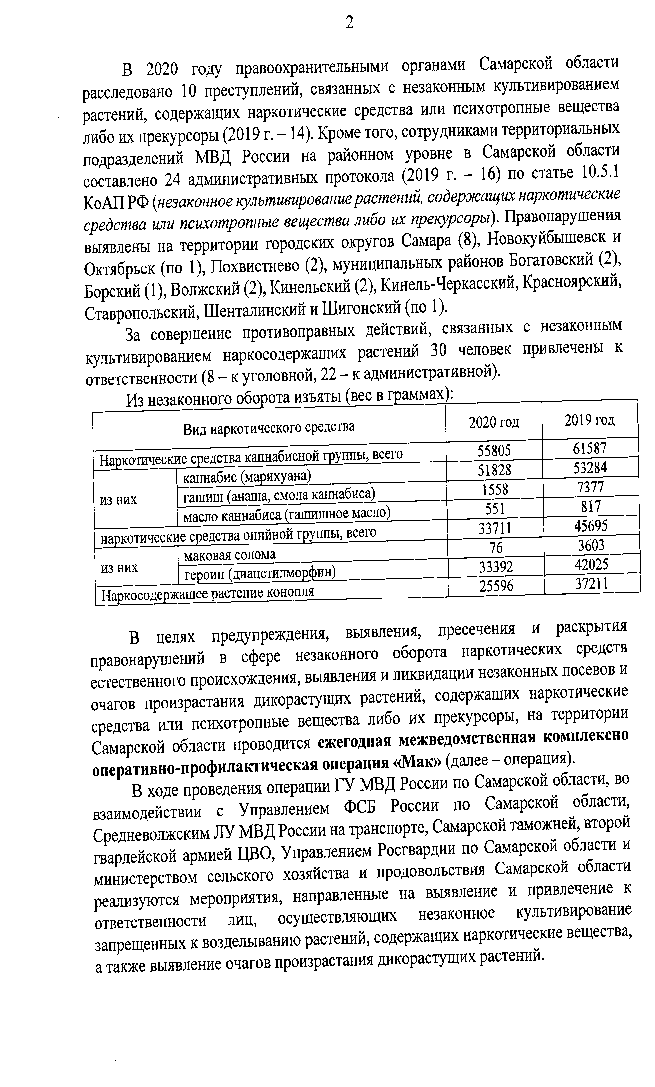 2
В 2020 году правоохранительными органами Самарской области
расследовано 10 преступлений, связанных с незаконным культивированием
растений, содержащих наркотические средства или психотропные вещества
либо их прекурсоры (2019 г. – 14). Кроме того, сотрудниками территориальных
подразделений МВД России на районном уровне в Самарской области
составлено 24 административных протокола (2019 г. - 16) по статье 10.5.1
КоАП РФ (незаконное культивирование растений, содержащих наркотические
средства или психотропные вещества либо их прекурсоры). Правонарушения
выявлены на территории городских округов Самара (8), Новокуйбышевск и
Октябрьск (по 1), Похвистнево (2), муниципальных районов Богатовский (2),
Борский (1), Волжский (2), Кинельский (2), Кинель-Черкасский, Красноярский,
Ставропольский, Шенталинский и Шигонский (по 1).
За совершение противоправных действий, связанных с незаконным
культивированием наркосодержащих растений 30 человек привлечены к
ответственности (8 – к уголовной, 22 – к административной).
Из незаконного оборота изъяты (вес в граммах):
Вид наркотического средства 2020 год 2019 год
Наркотические средства каннабисной группы, всего 55805 61587
из них каннабис (марихуана) 51828 53284
гашиш (анаша, смола каннабиса) 1558 7377
масло каннабиса (гашишное масло) 551 817
наркотические средства опийной группы, всего 33711 45695
из них маковая солома 76 3603
героин (диацетилморфин) 33392 42025
Наркосодержащее растение конопля 25596 37211
В целях предупреждения, выявления, пресечения и раскрытия
правонарушений в сфере незаконного оборота наркотических средств
естественного происхождения, выявления и ликвидации незаконных посевов и
очагов произрастания дикорастущих растений, содержащих наркотические
средства или психотропные вещества либо их прекурсоры, на территории
Самарской области проводится ежегодная межведомственная комплексно
оперативно-профилактическая операция «Мак» (далее – операция).
В ходе проведения операции ГУ МВД России по Самарской области, во
взаимодействии с Управлением ФСБ России по Самарской области,
Средневолжским ЛУ МВД России на транспорте, Самарской таможней, второй
гвардейской армией ЦВО, Управлением Росгвардии по Самарской области и
министерством сельского хозяйства и продовольствия Самарской области
реализуются мероприятия, направленные на выявление и привлечение к
ответственности лиц, осуществляющих незаконное культивирование
запрещенных к возделыванию растений, содержащих наркотические вещества,
а также выявление очагов произрастания дикорастущих растений.